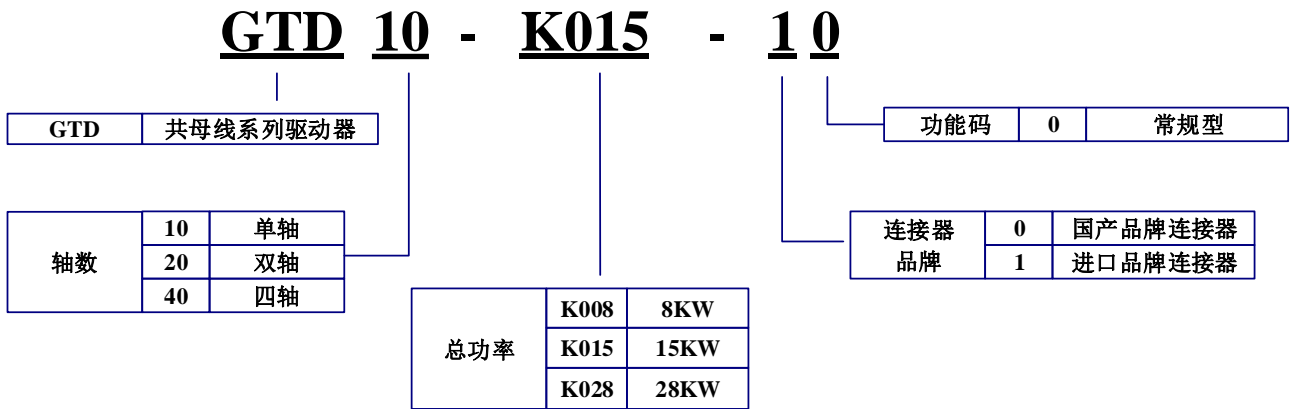 GTD 10 - K015 - 1 0
GTD 共母线系列驱动器
功能码 0 常规型
轴数
10 单轴
20 双轴
40 四轴
连接器
品牌
0 国产品牌连接器
1 进口品牌连接器
总功率
K008 8KW
K015 15KW
K028 28KW